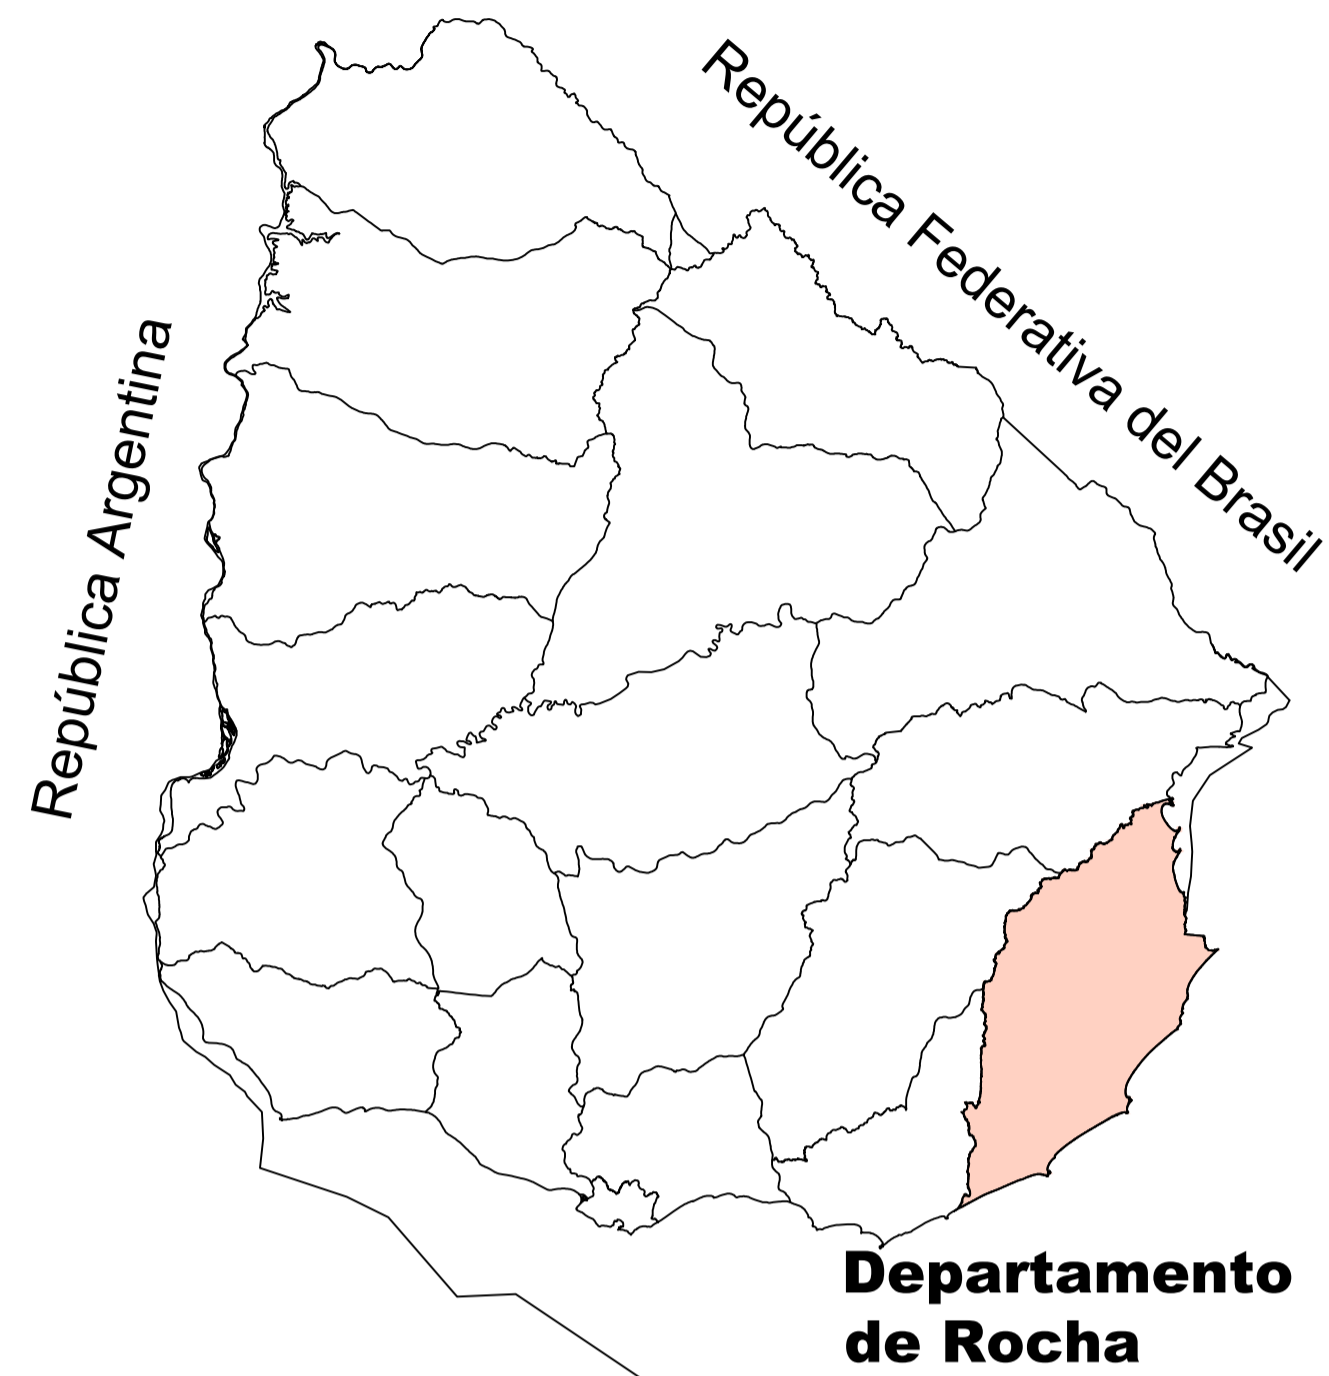 República Federativa del Brasil
República Argentina
Departamento
de Rocha